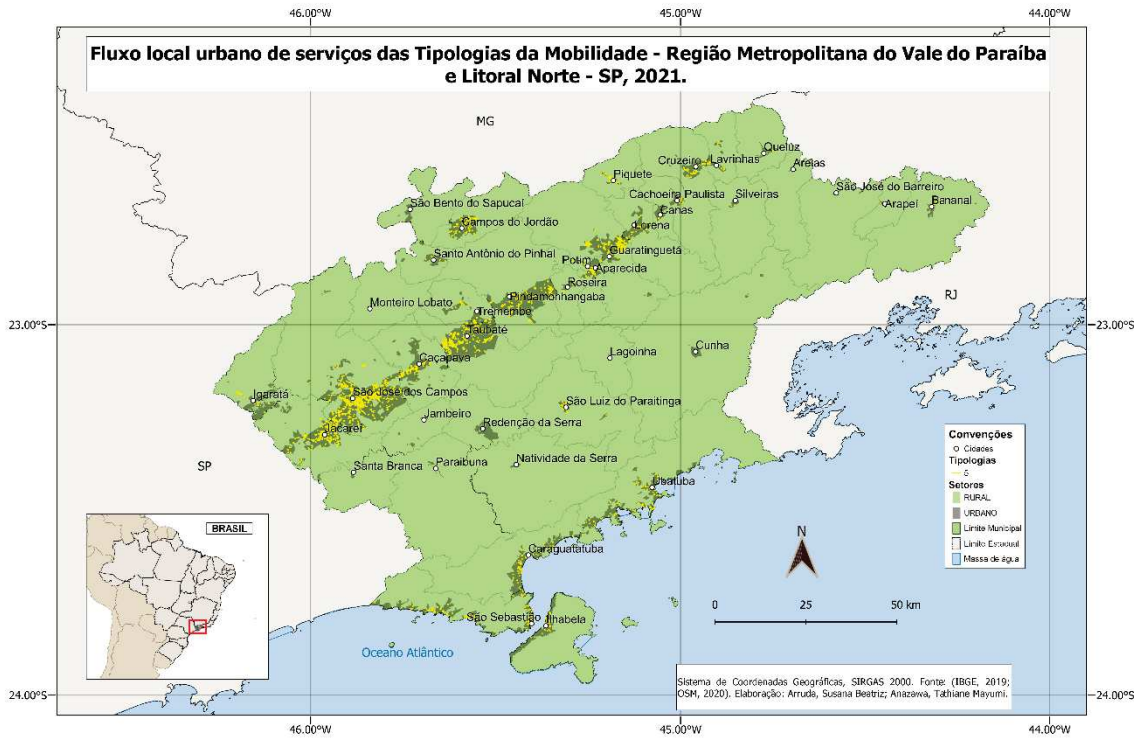 46.00°W
45.00°W
44.00°W
Fluxo local urbano de serviços das Tipologias da Mobilidade - Região Metropolitana do Vale do Paraíba
e Litoral Norte - SP, 2021.
MG
Queluz
Cruzeiro
Lavrinhas
Areias
Piquete
São José do Barreiro
Cachoeira Paulista
Silveiras
Arapeí
Bananal
São Bento do Sapucaí
Canas
Campos do Jordão
Lorena
Guaratinguetá
Santo Antônio do Pinhal
Potim
Aparecida
Roseira
RJ
Monteiro Lobato
Pindamonhangaba
Tremembé
23.00°S
23.00°S
Taubaté
Lagoinha
Cunha
Caçapava
Igaratá
São José dos Campos
São Luiz do Paraitinga
Jambeiro
Redenção da Serra
Jacareí
SP
Santa Branca
Paraibuna
Natividade da Serra
Ubatuba
Convenções
Cidades
Tipologias
5
Setores
RURAL
URBANO
Limite Municipal
Limite Estadual
Massa de água
BRASIL
N
Caraguatatuba
0 25 50 km
São Sebastião
Ilhabela
Oceano Atlântico
Sistema de Coordenadas Geográficas, SIRGAS 2000. Fonte: (IBGE, 2019;
OSM, 2020). Elaboração: Arruda, Susana Beatriz; Anazawa, Tathiane Mayumi.
24.00°S
24.00°S
46.00°W
45.00°W
44.00°W